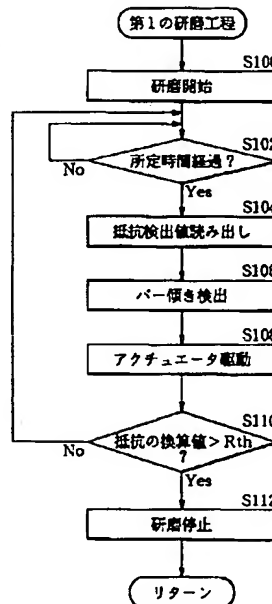 第1の研磨工程
S100
研磨開始
S102
所定時間経過?
No
Yes
S104
抵抗検出値読み出し
S108
バー傾き検出
S108
アクチュエータ駆動
S110
抵抗の換算値>Rth
?
No
Yes
S112
研磨停止
リターン